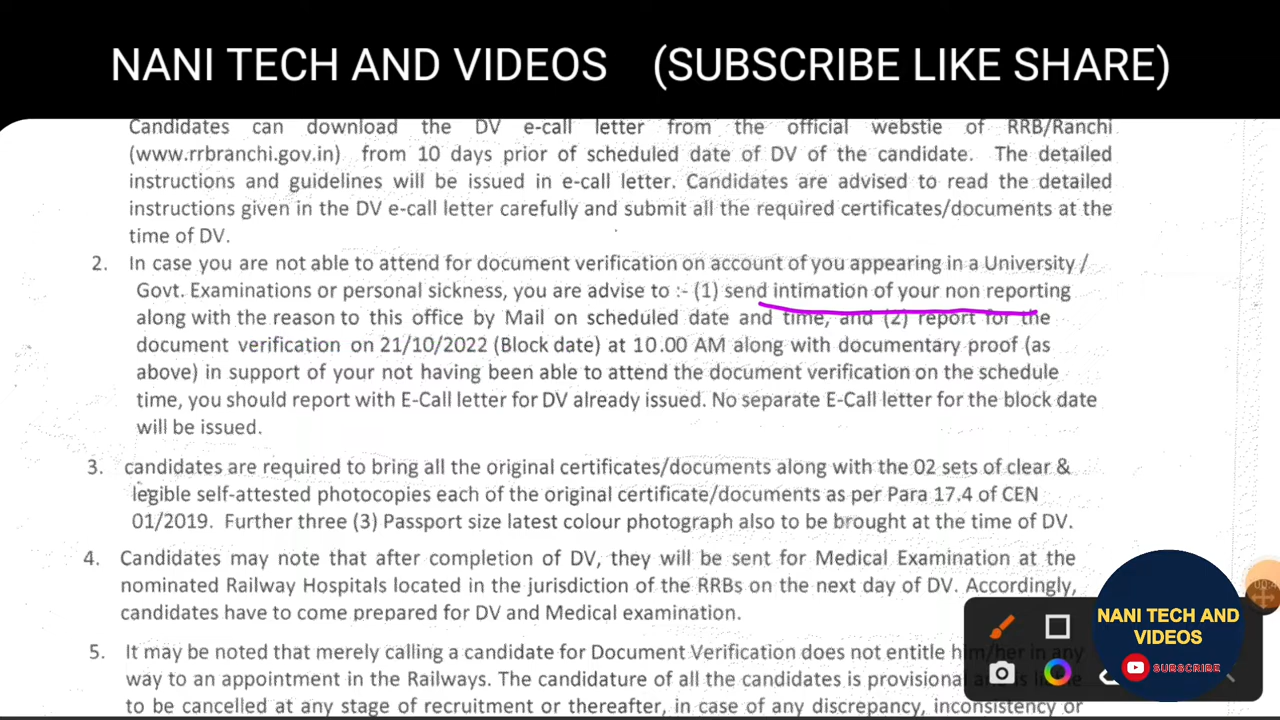 NANI TECH AND VIDEOS (SUBSCRIBE LIKE SHARE)
Candidates can download the DV e-call letter from the official webstie of RRB/Ranchi
(www.rrbranchi.gov.in) from 10 days prior of scheduled date of DV of the candidate. The detailed
instructions and guidelines will be issued in e-call letter. Candidates are advised to read the detailed
instructions given in the DV e-call letter carefully and submit all the required certificates/documents at the
time of DV.
2. In case you are not able to attend for document verification on account of you appearing in a University /
Govt. Examinations or personal sickness, you are advise to :- (1) send intimation of your non reporting
along with the reason to this office by Mail on scheduled date and time, and (2) report for the
document verification on 21/10/2022 (Block date) at 10.00 AM along with documentary proof (as
above) in support of your not having been able to attend the document verification on the schedule
time, you should report with E-Call letter for DV already issued. No separate E-Call letter for the block date
will be issued.
3. candidates are required to bring all the original certificates/documents along with the 02 sets of clear &
legible self-attested photocopies each of the original certificate/documents as per Para 17.4 of CEN
01/2019. Further three (3) Passport size latest colour photograph also to be brought at the time of DV.
4. Candidates may note that after completion of DV, they will be sent for Medical Examination at the
nominated Railway Hospitals located in the jurisdiction of the RRBs on the next day of DV. Accordingly,
candidates have to come prepared for DV and Medical examination.
5. It may be noted that merely calling a candidate for Document Verification does not entitle him/her in any
way to an appointment in the Railways. The candidature of all the candidates is provisional
to be cancelled at any stage of recruitment or thereafter, in case of any discrepancy, inconsistency or
NANI TECH AND
VIDEOS
SUBSCRIBE